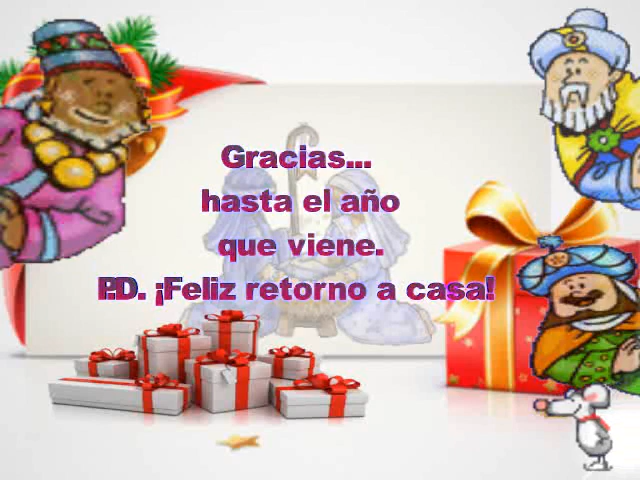 Gracias...
hasta el año
que viene.
P.D. ¡Feliz retorno a casa!